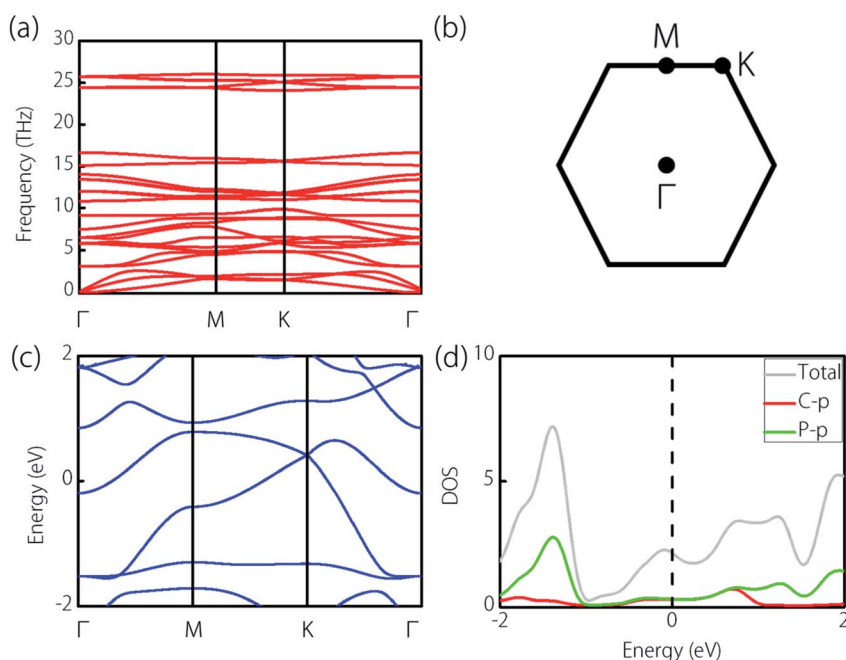 (a)
30
25
20
15
10
5
0
Frequency (THz)
Γ M K Γ
(b)
M
K
Γ
(c)
2
0
-2
Energy (eV)
Γ M K Γ
(d)
10
5
0
DOS
Total
C-p
P-p
-2 0 2
Energy (eV)